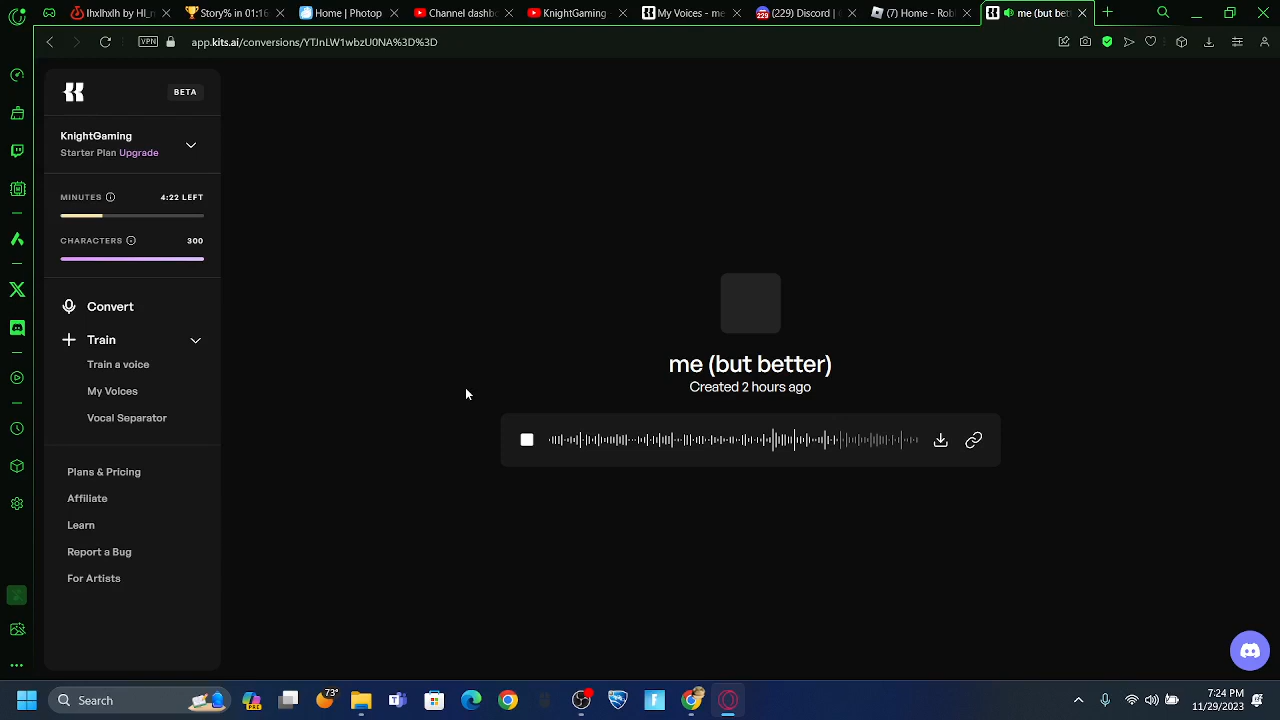 lhxlhxlh by HI_r
Story% in 01:16
Home | Photop
Channel dashb
KnightGaming
My Voices - me
(229) Discord |
(7) Home - Rob
me (but bett
VPN
app.kits.ai/conversions/YTJnLW1wbzU0NA%3D%3D
BETA
KnightGaming
Starter Plan Upgrade
MINUTES 4:22 LEFT
CHARACTERS 300
Convert
Train
Train a voice
My Voices
Vocal Separator
Plans & Pricing
Affiliate
Learn
Report a Bug
For Artists
me (but better)
Created 2 hours ago
Search
73°
7:24 PM
11/29/2023